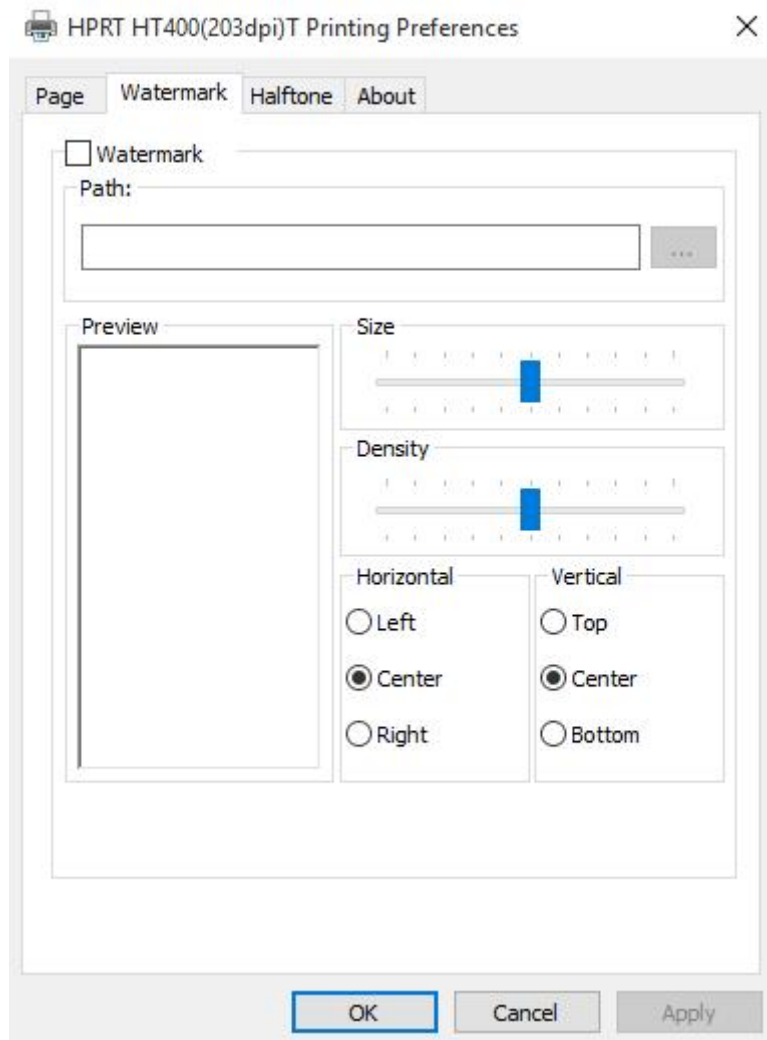 HPRT HT400(203dpi)T Printing Preferences
Page Watermark Halftone About
Watermark
Path:
...
Preview
Size
Density
Horizontal Vertical
Left Top
Center Center
Right Bottom
OK Cancel Apply